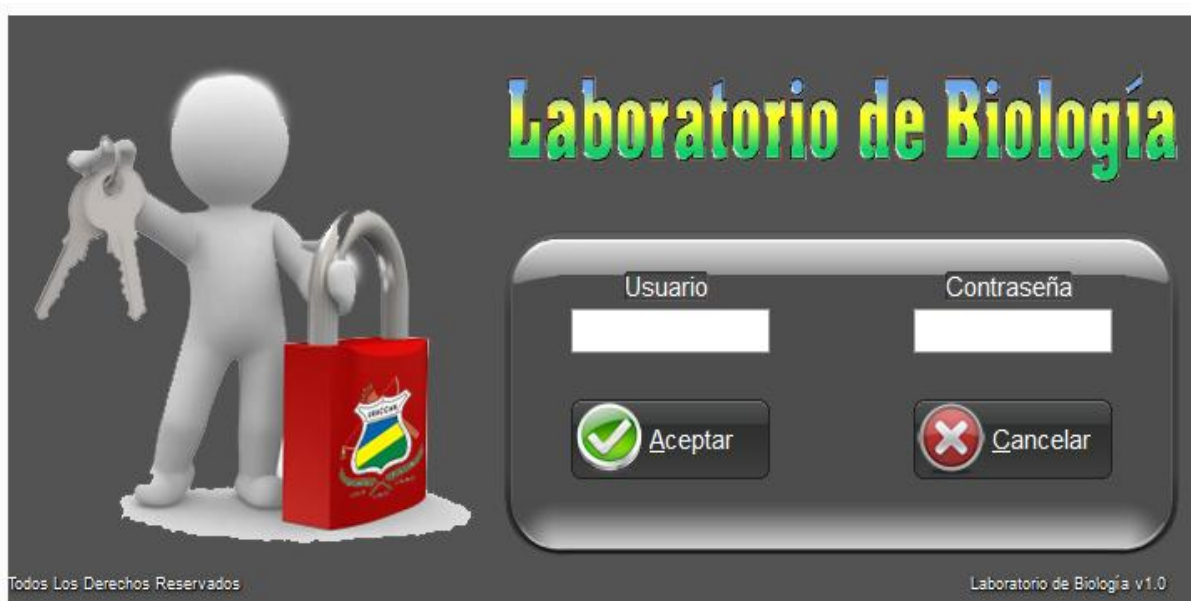 Laboratorio de Biología
Usuario
Contraseña
Aceptar
Cancelar
Todos Los Derechos Reservados
Laboratorio de Biología v1.0